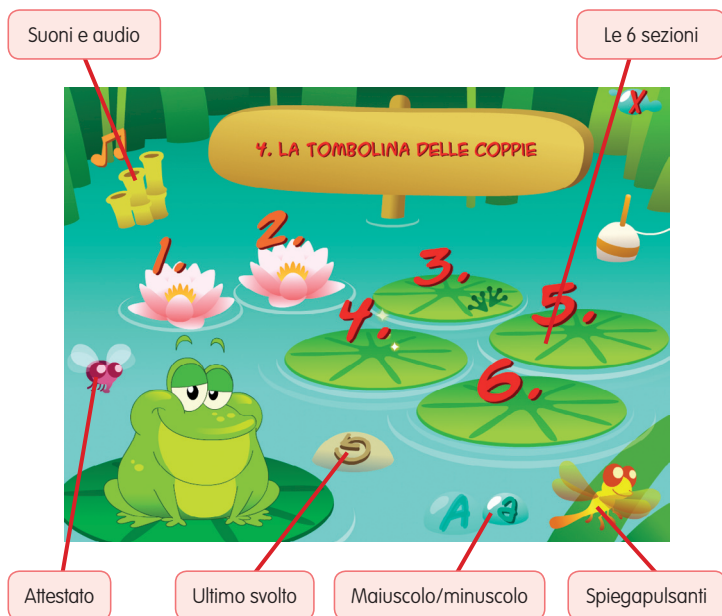 Suoni e audio
Le 6 sezioni
X
4. LA TOMBOLINA DELLE COPPIE
1.
2.
3.
4.
5.
6.
A a
Attestato
Ultimo svolto
Maiuscolo/minuscolo
Spiegapulsanti